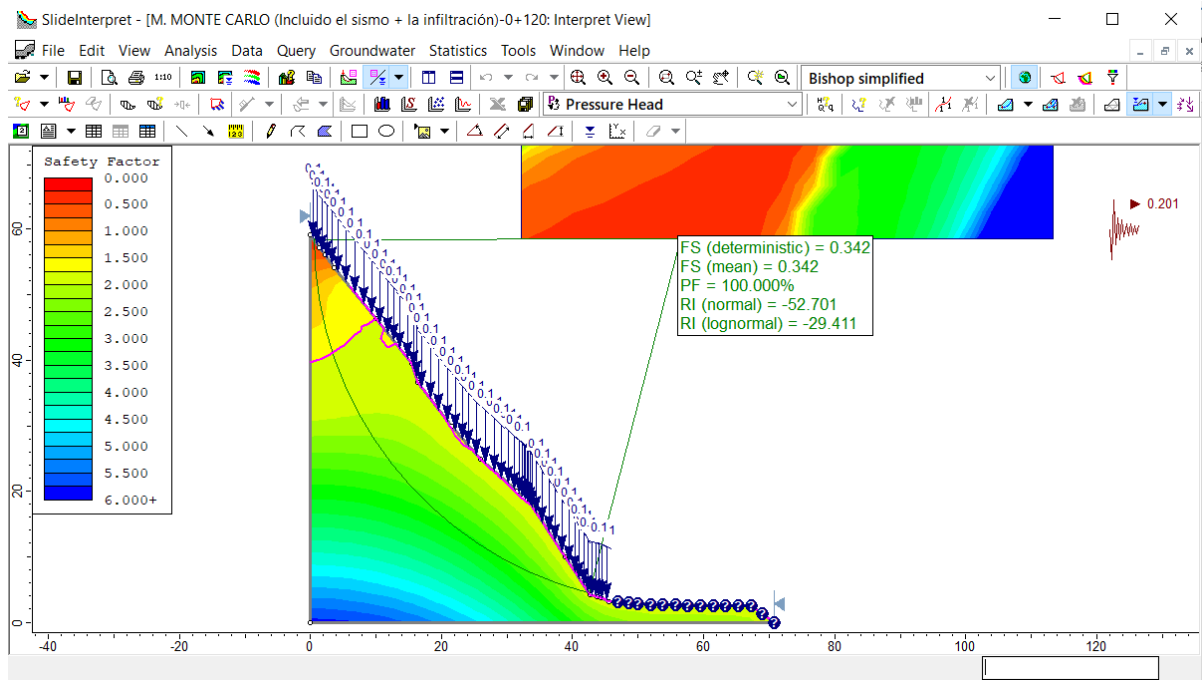 SlideInterpret - [M. MONTE CARLO (Incluido el sismo + la infiltración)-0+120: Interpret View]
File Edit View Analysis Data Query Groundwater Statistics Tools Window Help
1:10
Bishop simplified
Pressure Head
Safety Factor
0.000
0.500
1.000
1.500
2.000
2.500
3.000
3.500
4.000
4.500
5.000
5.500
6.000+
0.201
FS (deterministic) = 0.342
FS (mean) = 0.342
PF = 100.000%
RI (normal) = -52.701
RI (lognormal) = -29.411
60
40
20
0
-40 -20 0 20 40 60 80 100 120